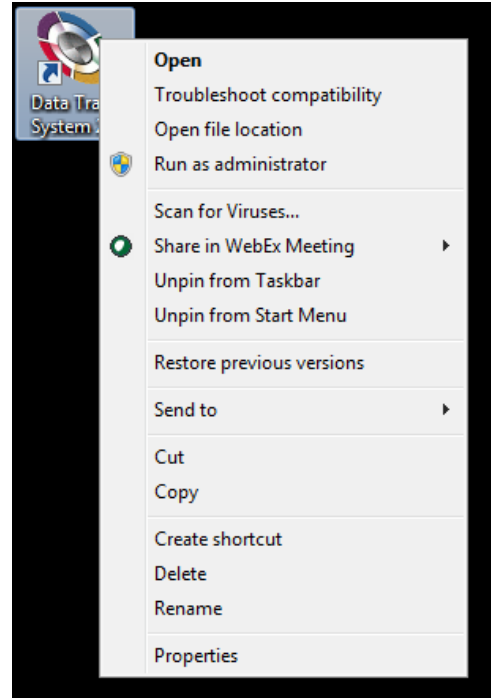 Data Tra
System
Open
Troubleshoot compatibility
Open file location
Run as administrator
Scan for Viruses...
Share in WebEx Meeting
Unpin from Taskbar
Unpin from Start Menu
Restore previous versions
Send to
Cut
Copy
Create shortcut
Delete
Rename
Properties